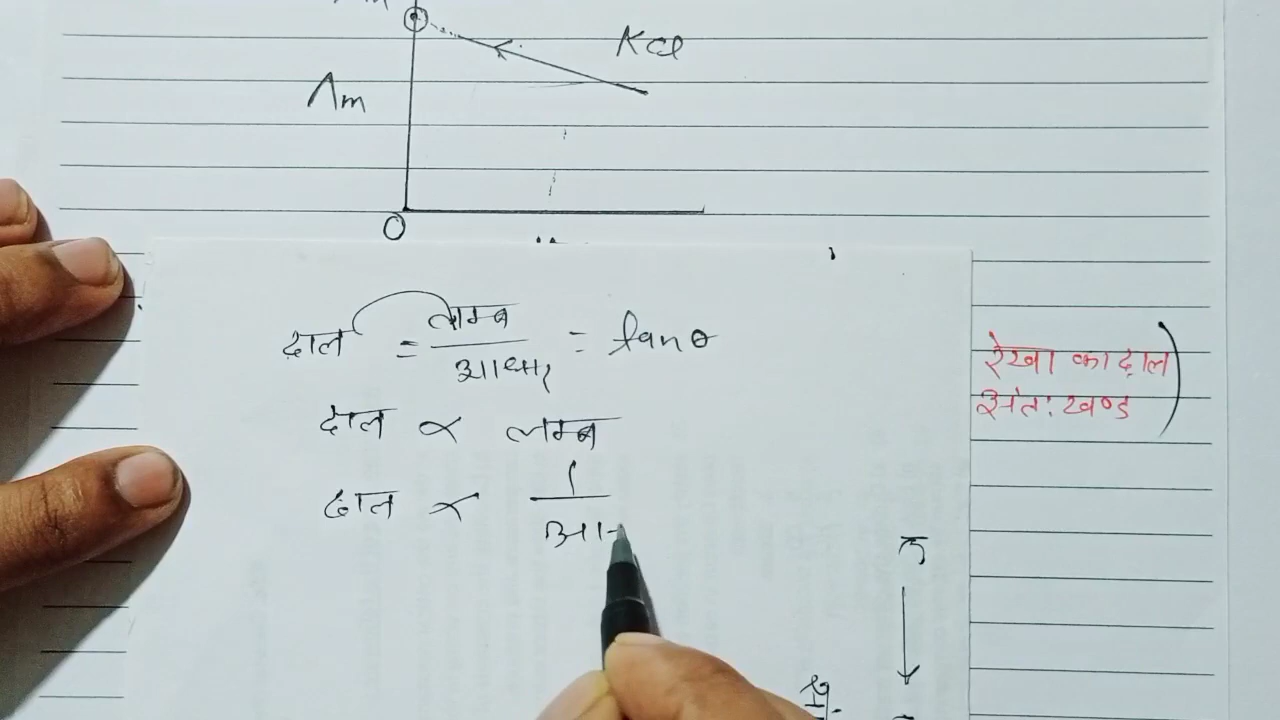 KCl
Λm
O
ढाल = लम्ब / आधार = tanθ
रेखा का ढाल
अंत: खण्ड
ढाल ∝ लम्ब
ढाल ∝ 1 / आ